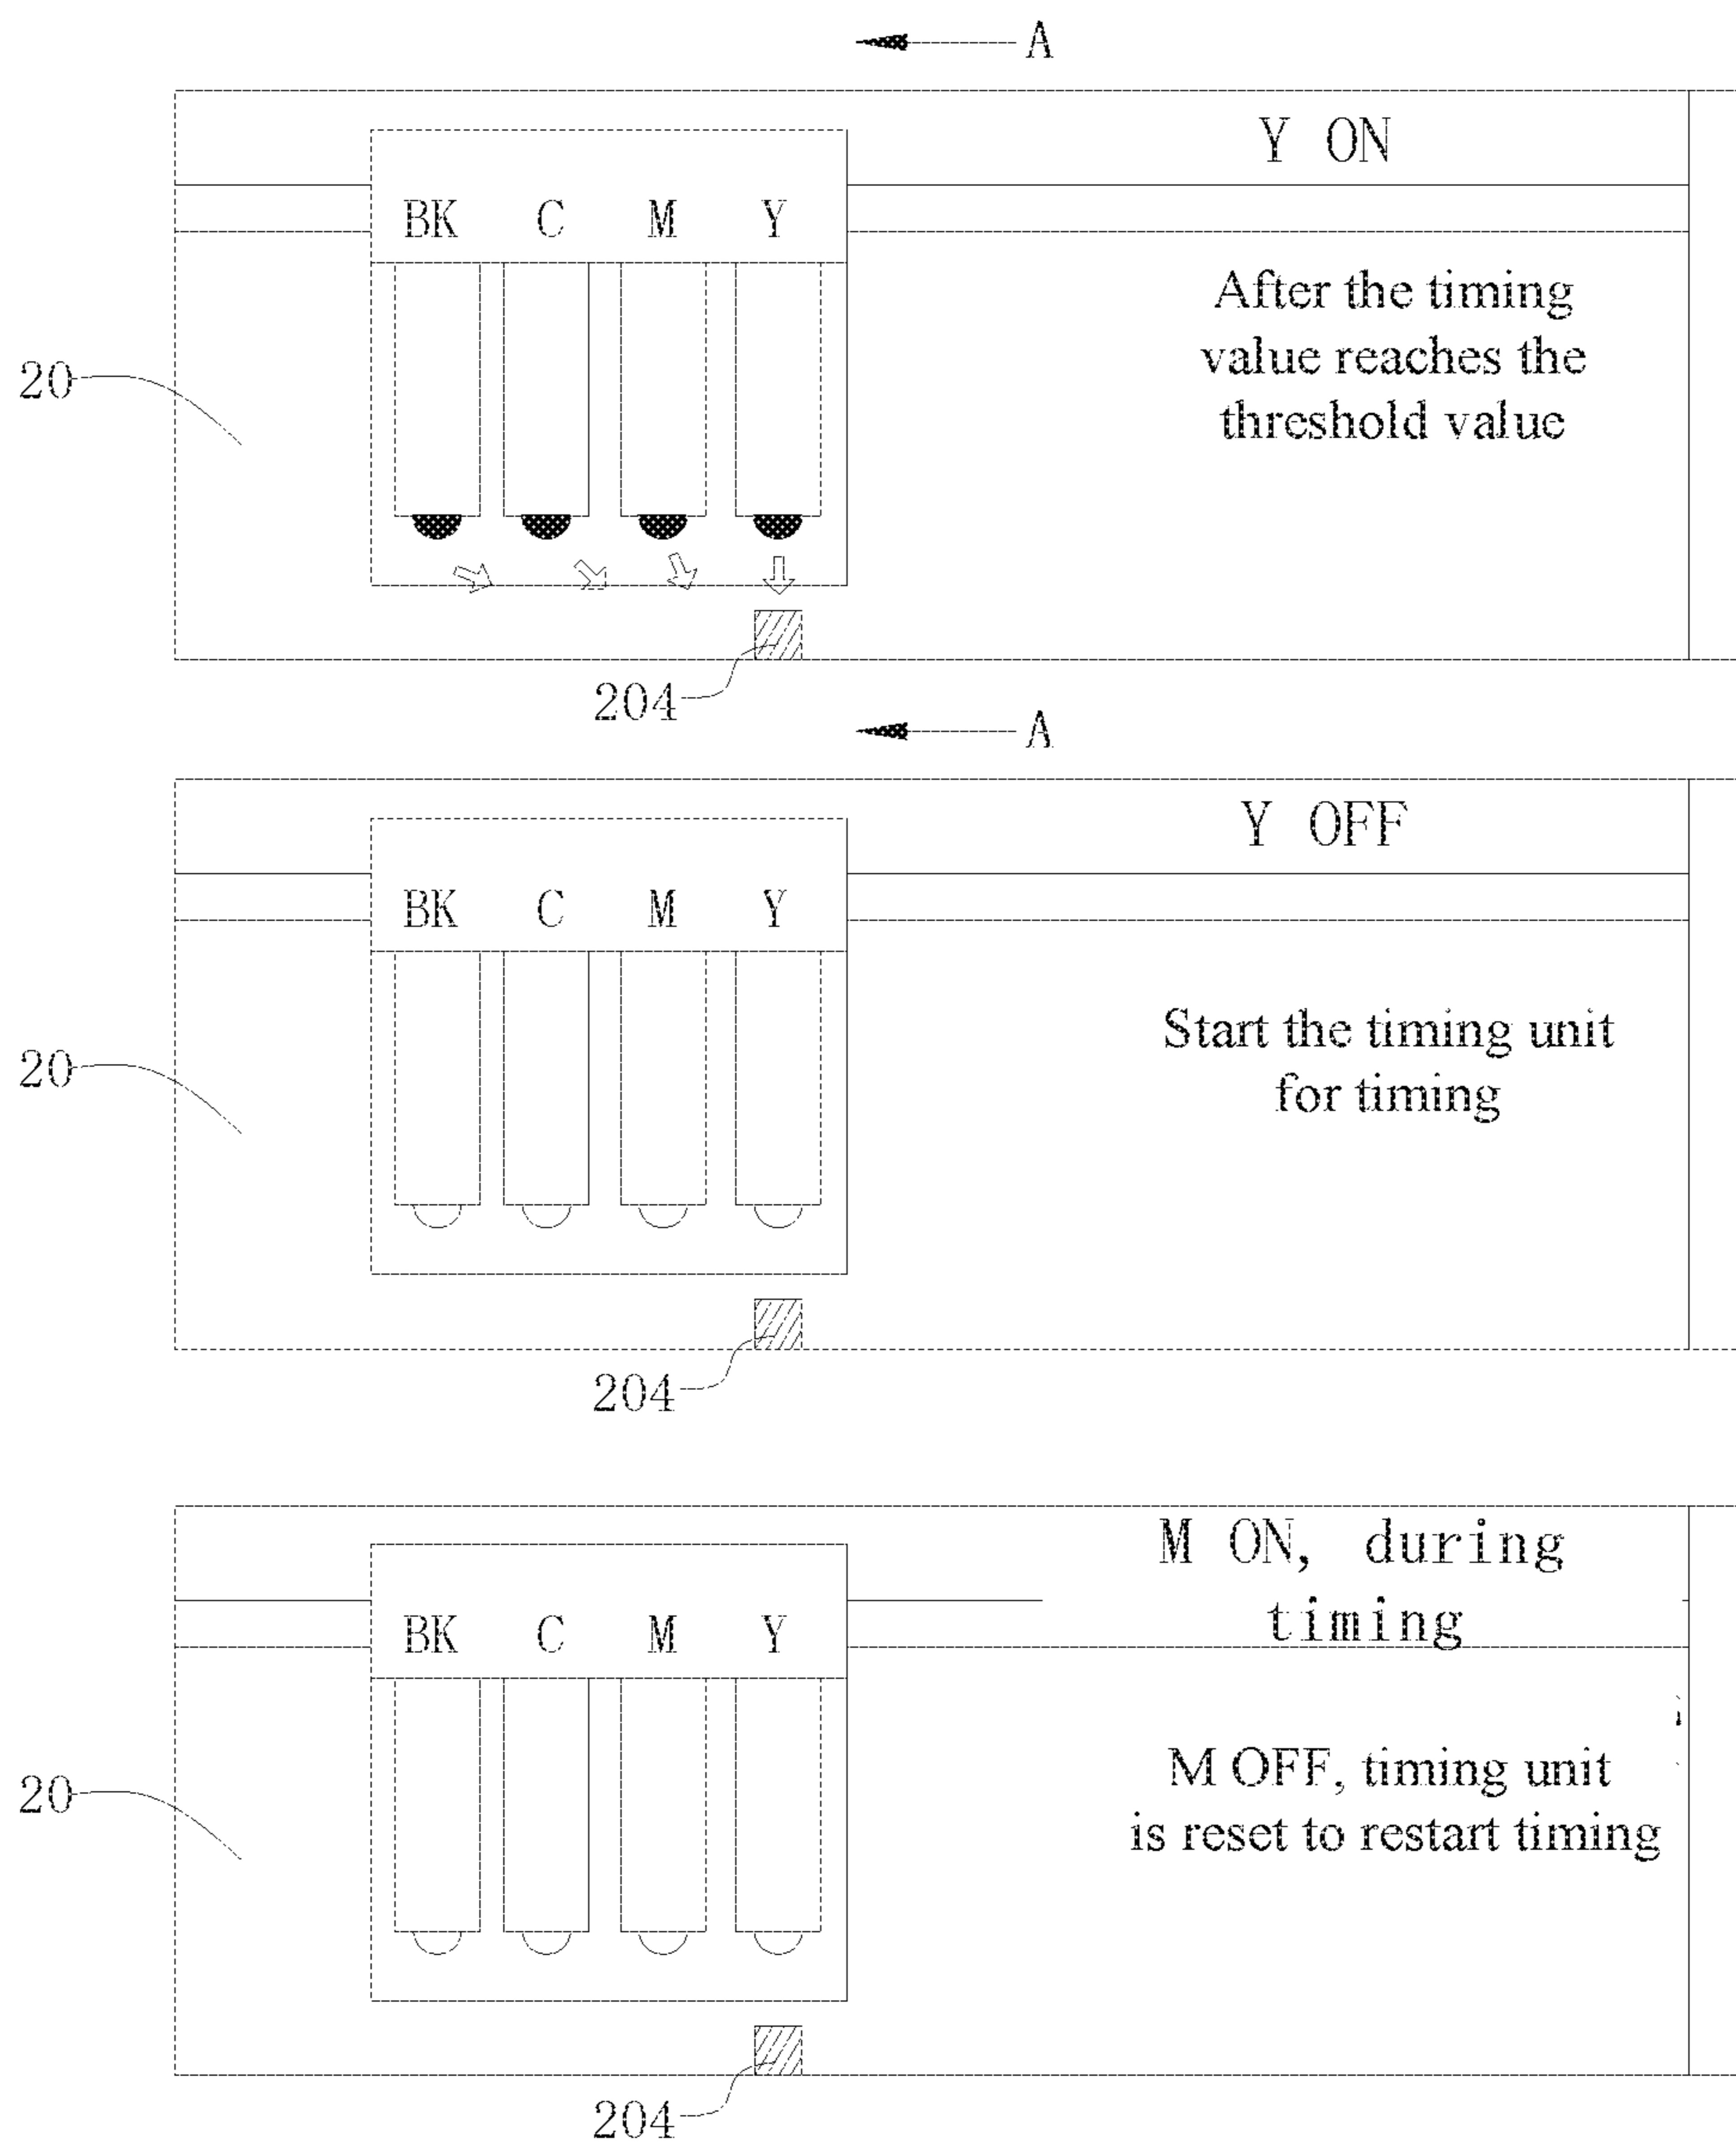 A
Y ON
BK C M Y
After the timing
value reaches the
threshold value
20
204
A
Y OFF
BK C M Y
Start the timing unit
for timing
20
204
M ON, during
timing
BK C M Y
M OFF, timing unit
is reset to restart timing
20
204